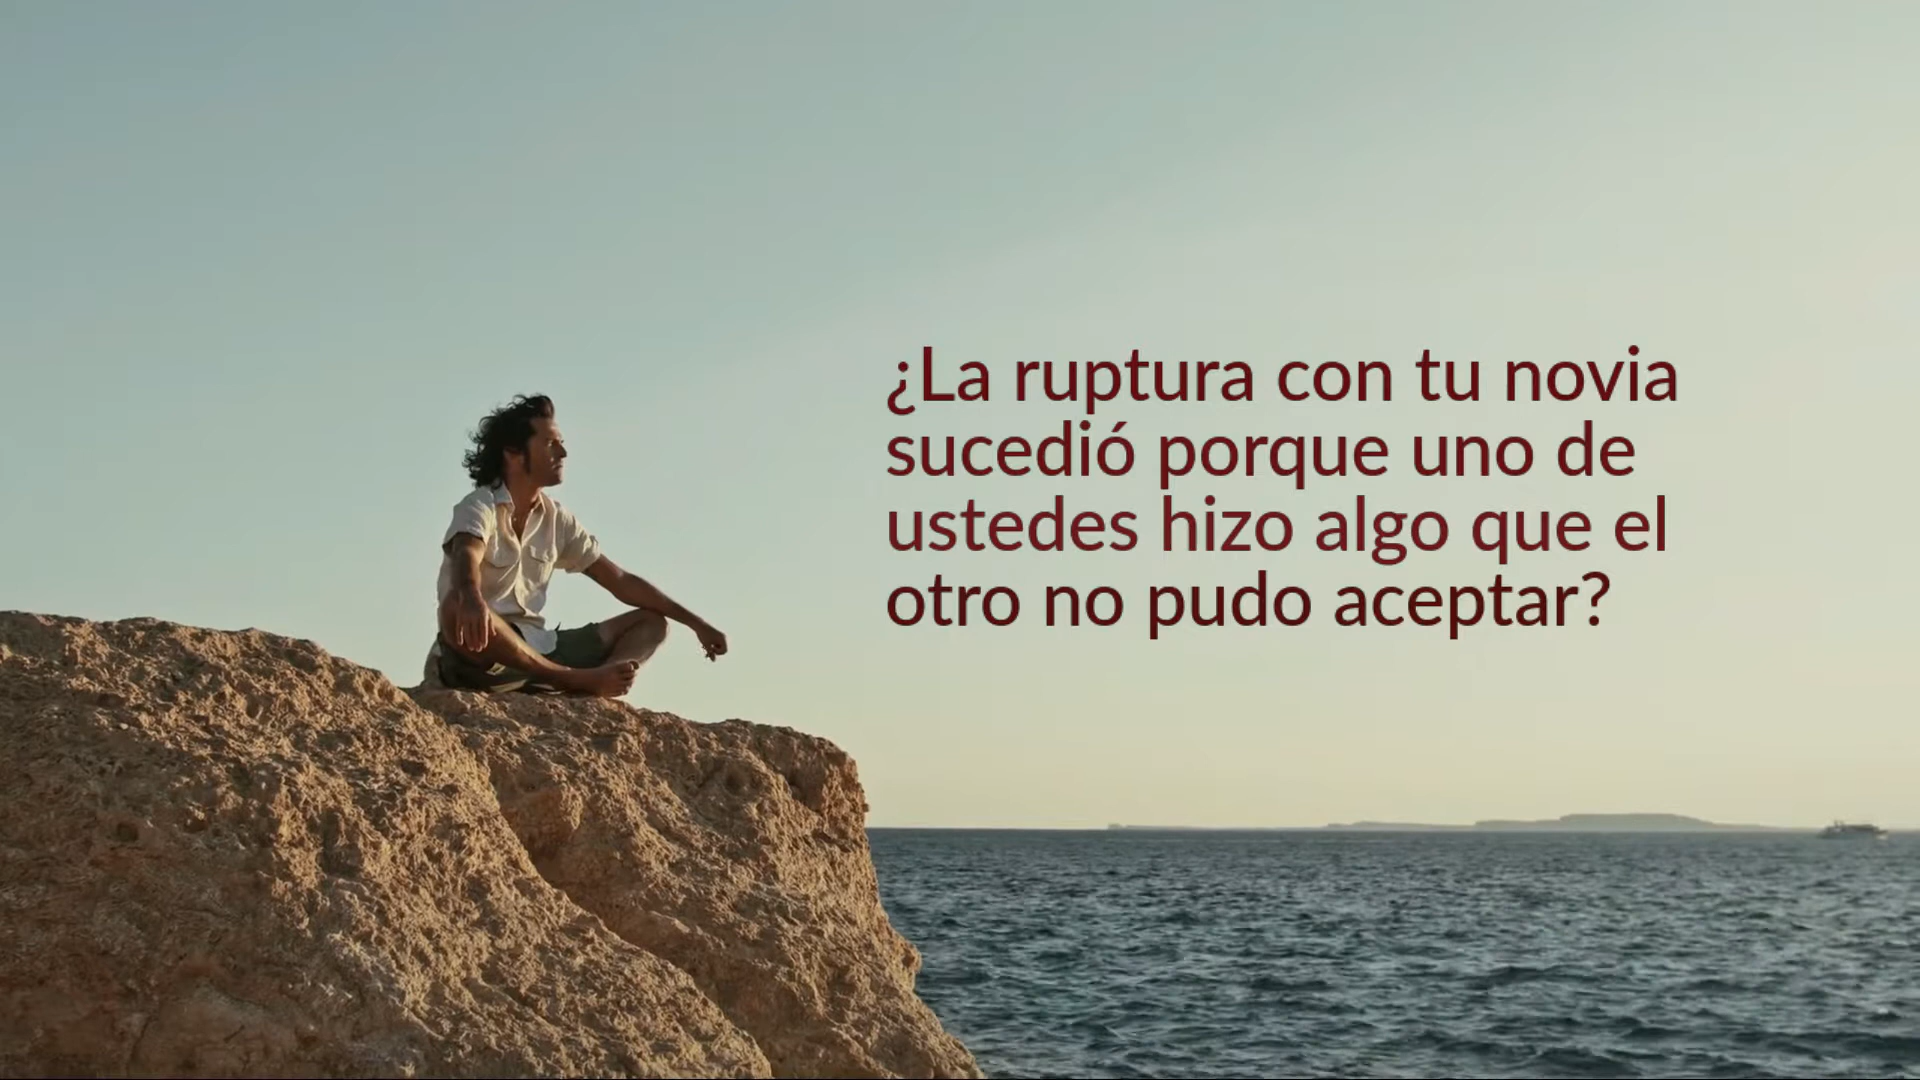 ¿La ruptura con tu novia
sucedió porque uno de
ustedes hizo algo que el
otro no pudo aceptar?